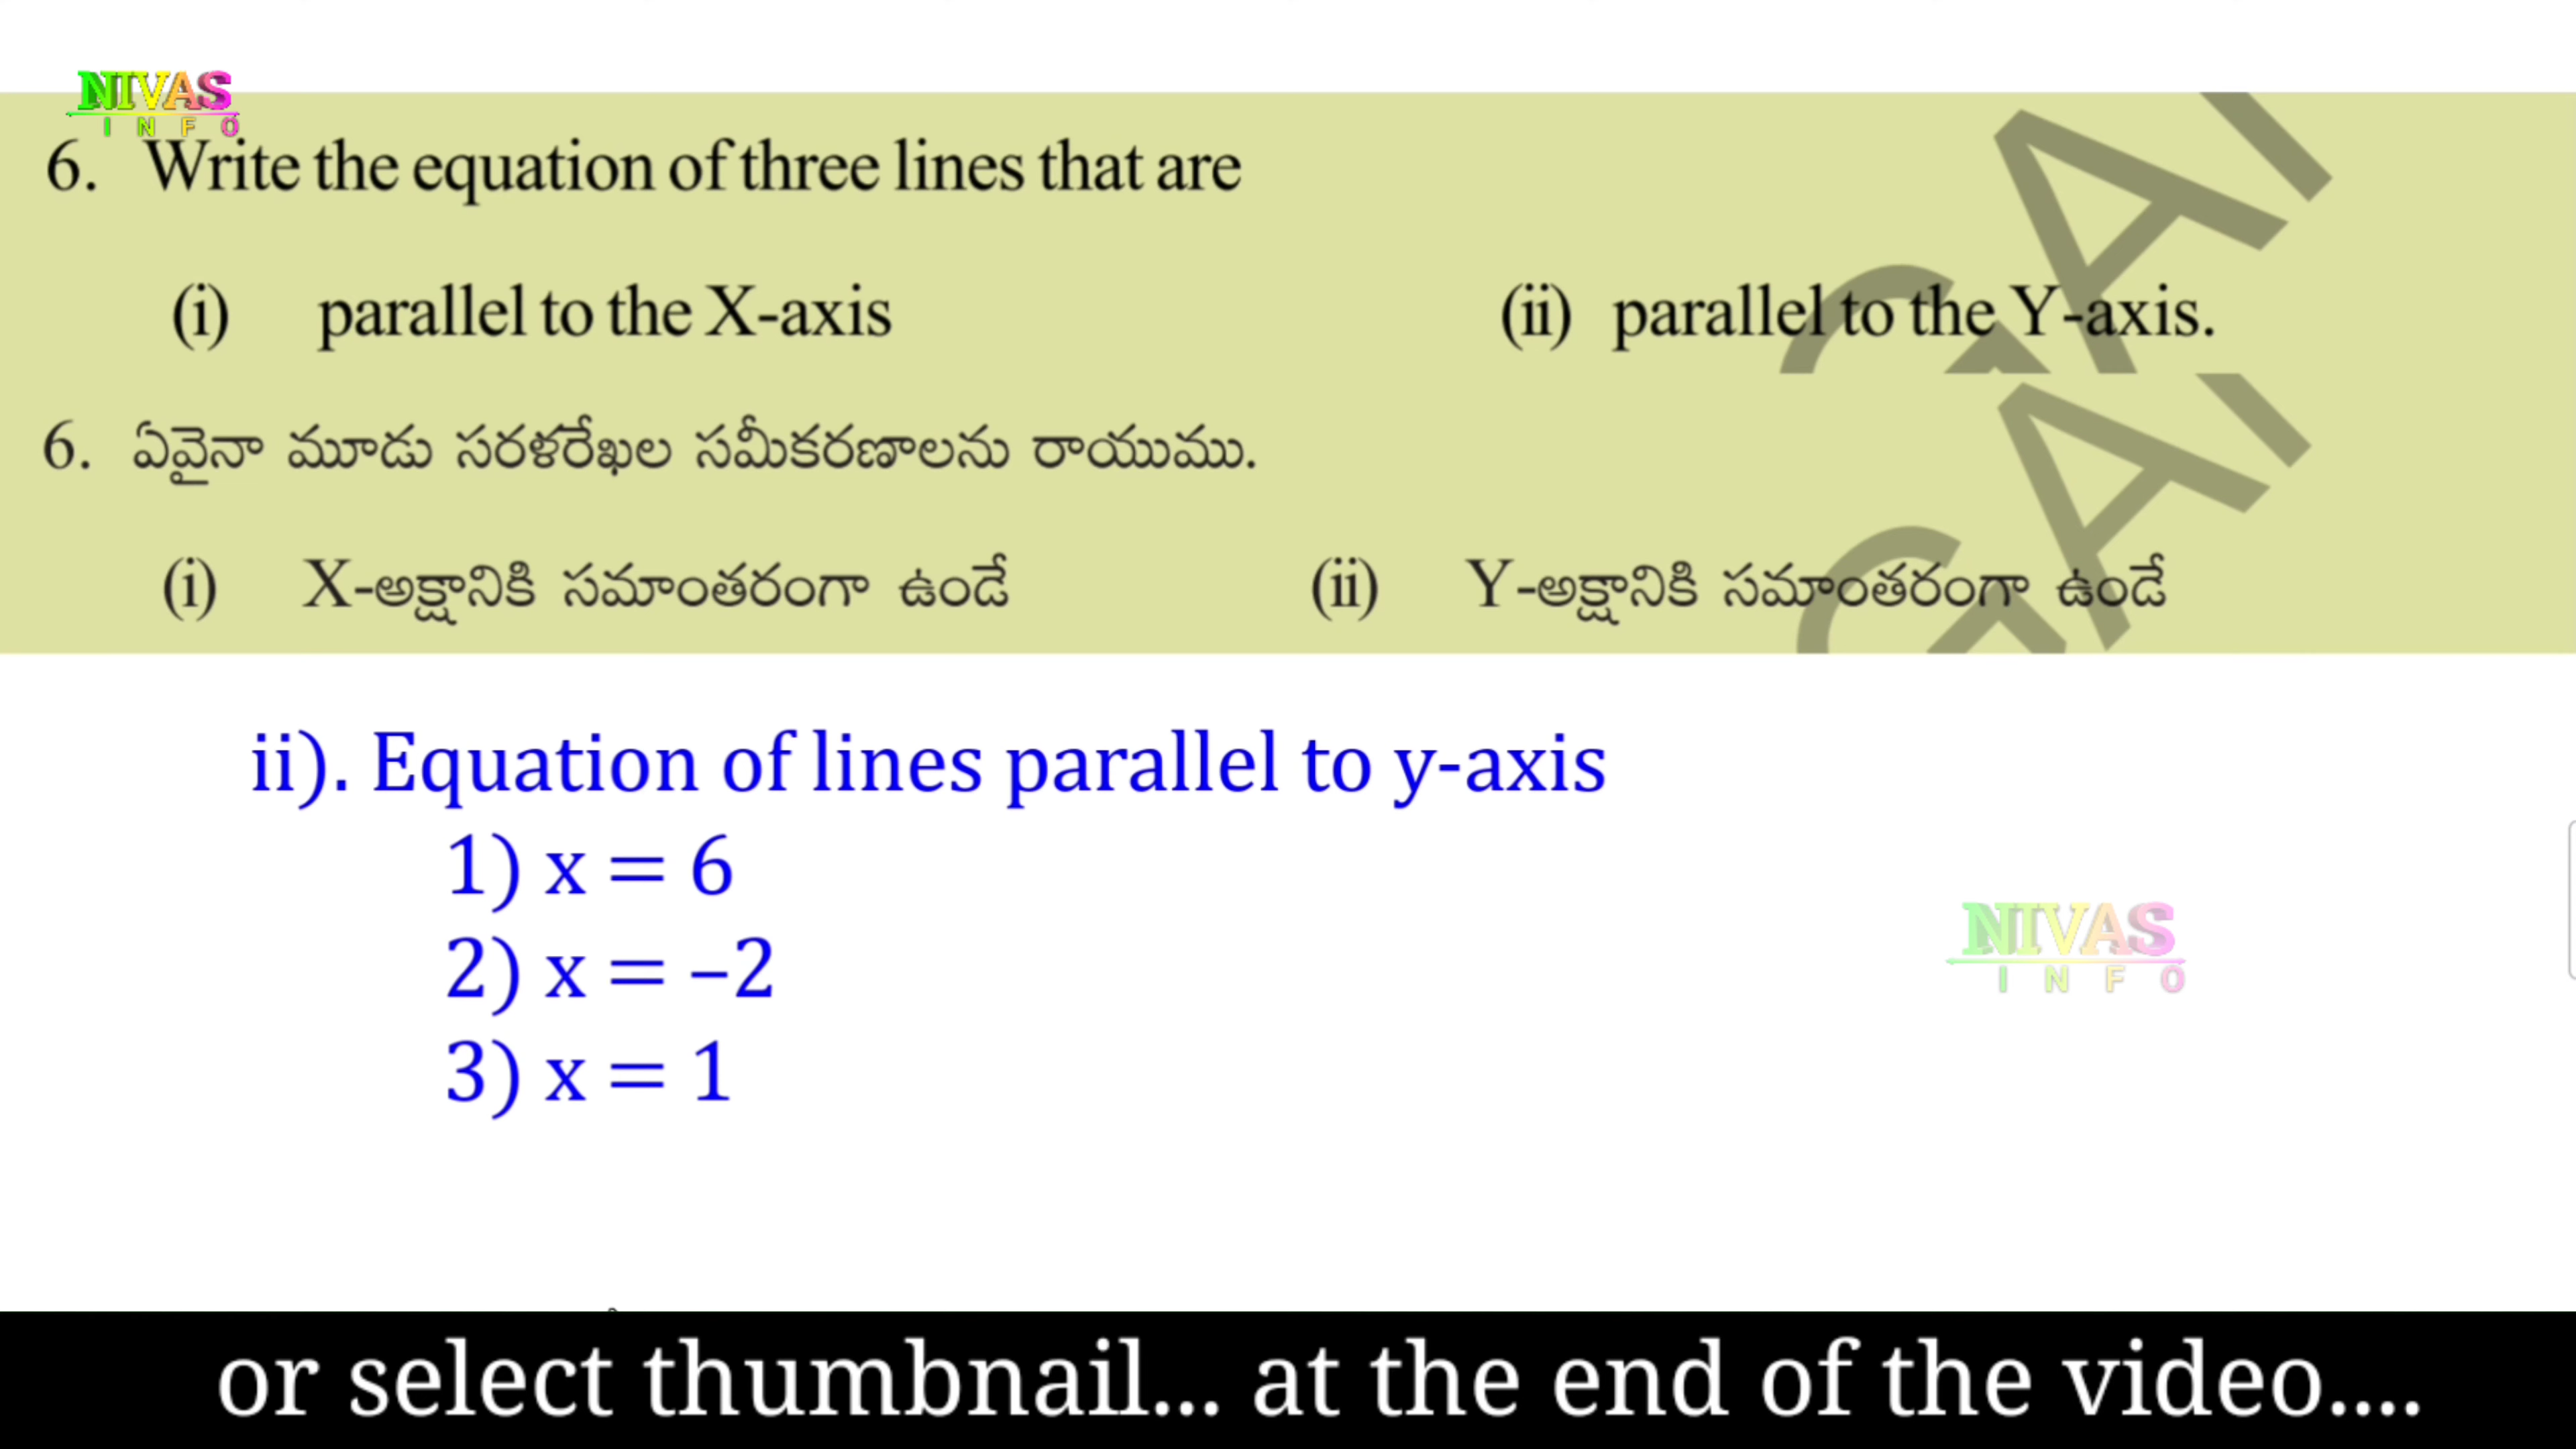 NIVAS
INFO
6. Write the equation of three lines that are
(i) parallel to the X-axis (ii) parallel to the Y-axis.
6. ఏవైనా మూడు సరళరేఖల సమీకరణాలను రాయుము.
(i) X-అక్షానికి సమాంతరంగా ఉండే (ii) Y-అక్షానికి సమాంతరంగా ఉండే
ii). Equation of lines parallel to y-axis
1) x = 6
2) x = –2
3) x = 1
NIVAS
INFO
or select thumbnail... at the end of the video....